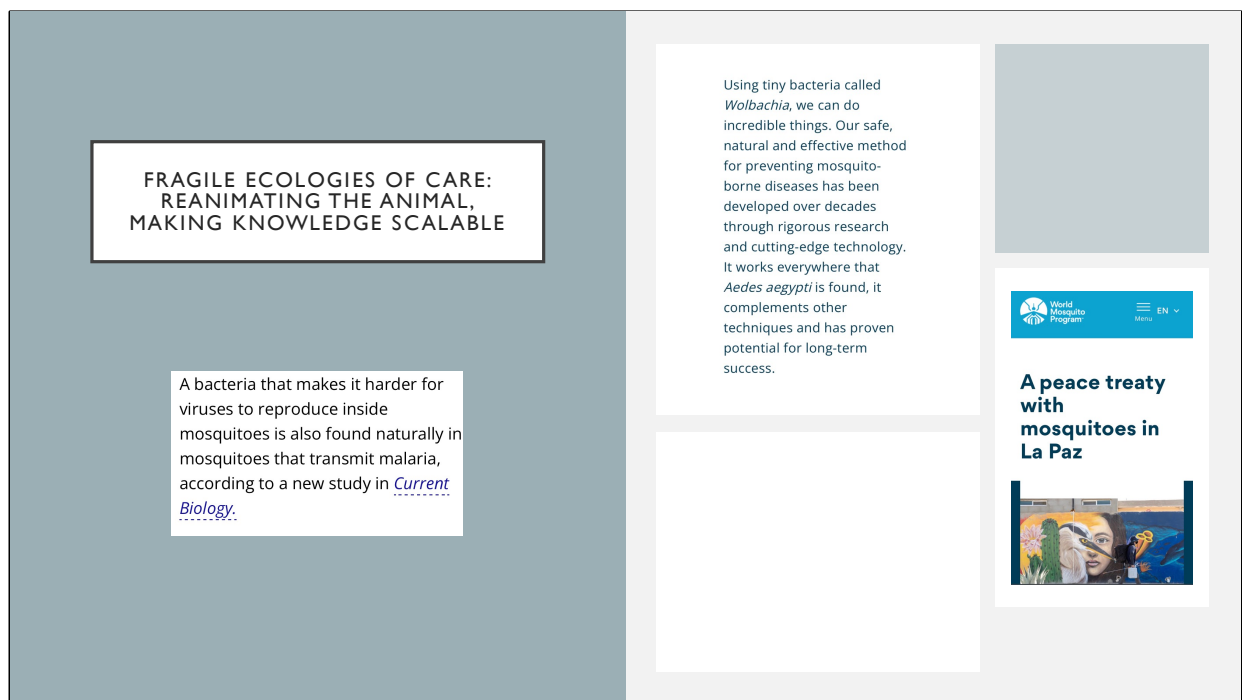 FRAGILE ECOLOGIES OF CARE:
REANIMATING THE ANIMAL,
MAKING KNOWLEDGE SCALABLE
A bacteria that makes it harder for
viruses to reproduce inside
mosquitoes is also found naturally in
mosquitoes that transmit malaria,
according to a new study in Current
Biology.
Using tiny bacteria called
Wolbachia, we can do
incredible things. Our safe,
natural and effective method
for preventing mosquito-
borne diseases has been
developed over decades
through rigorous research
and cutting-edge technology.
It works everywhere that
Aedes aegypti is found, it
complements other
techniques and has proven
potential for long-term
success.
World
Mosquito
Program
Menu
EN
A peace treaty
with
mosquitoes in
La Paz